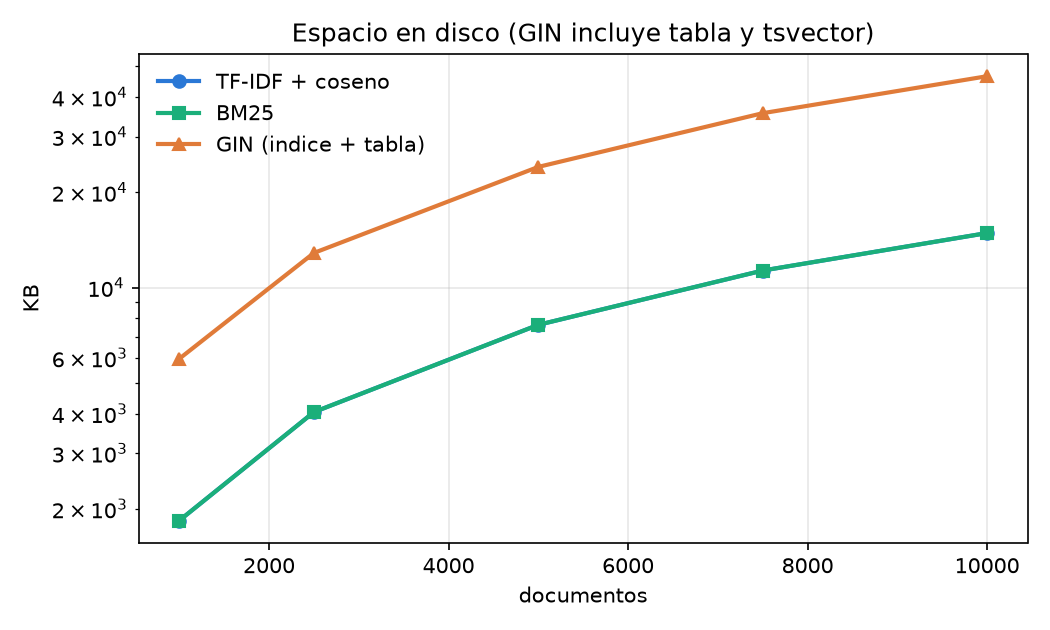 Espacio en disco (GIN incluye tabla y tsvector)
TF-IDF + coseno
BM25
GIN (indice + tabla)
4 × 10⁴
3 × 10⁴
2 × 10⁴
10⁴
6 × 10³
4 × 10³
3 × 10³
2 × 10³
KB
2000 4000 6000 8000 10000
documentos